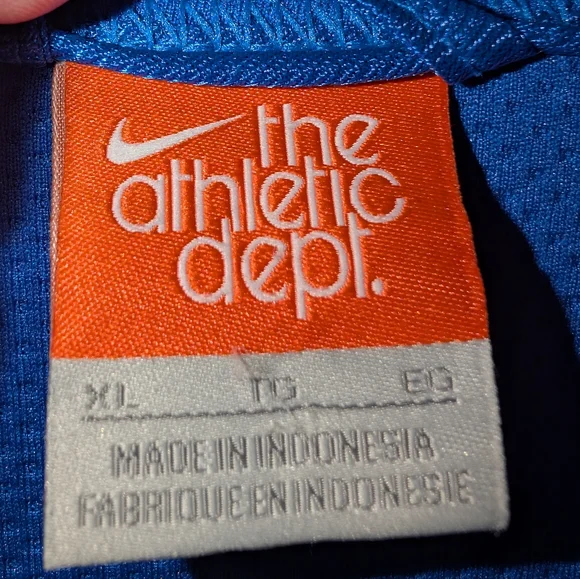 the
athletic
dept.
XL TG EG
MADE IN INDONESIA
FABRIQUE EN INDONESIE